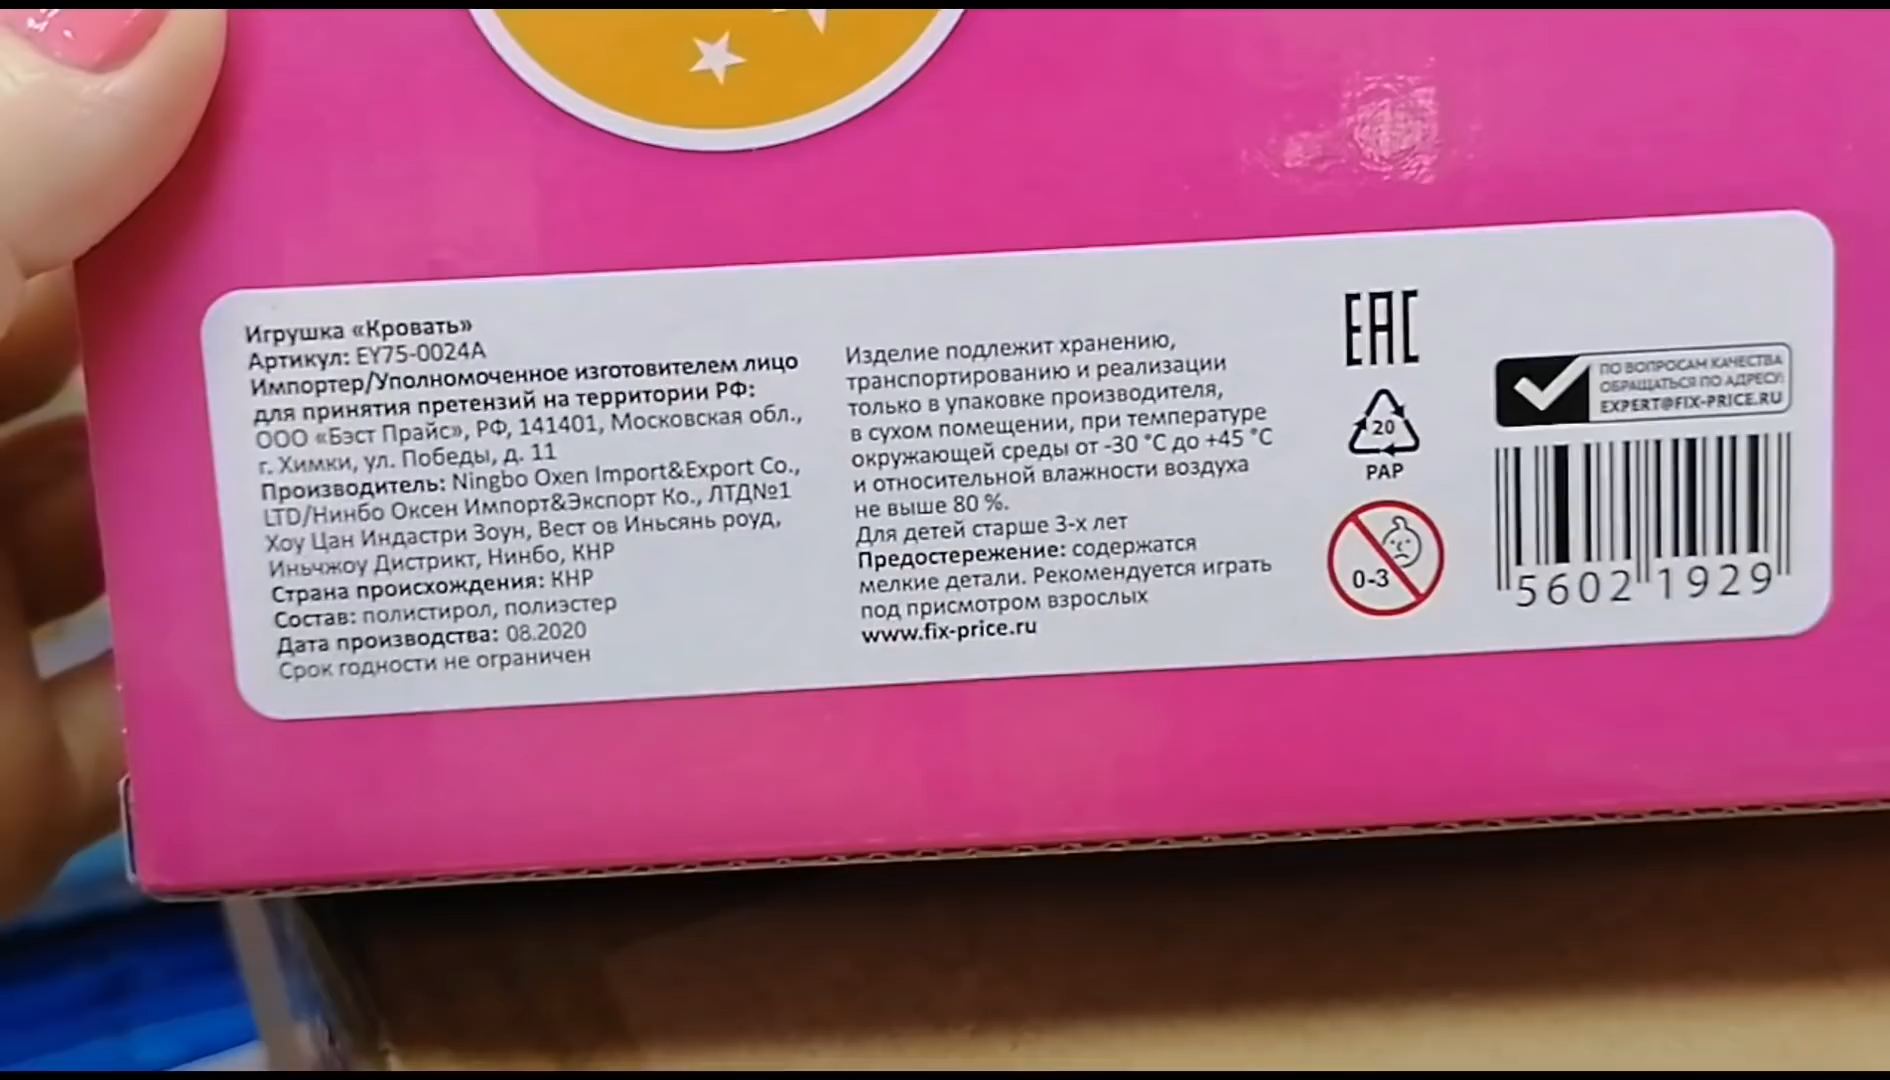 Игрушка «Кровать»
Артикул: EY75-0024A
Импортер/Уполномоченное изготовителем лицо
для принятия претензий на территории РФ:
ООО «Бэст Прайс», РФ, 141401, Московская обл.,
г. Химки, ул. Победы, д. 11
Производитель: Ningbo Oxen Import&Export Co.,
LTD/Нинбо Оксен Импорт&Экспорт Ко., ЛТД№1
Хоу Цан Индастри Зоун, Вест ов Иньсянь роуд,
Иньчжоу Дистрикт, Нинбо, КНР
Страна происхождения: КНР
Состав: полистирол, полиэстер
Дата производства: 08.2020
Срок годности не ограничен
Изделие подлежит хранению,
транспортированию и реализации
только в упаковке производителя,
в сухом помещении, при температуре
окружающей среды от -30 °C до +45 °C
и относительной влажности воздуха
не выше 80 %.
Для детей старше 3-х лет
Предостережение: содержатся
мелкие детали. Рекомендуется играть
под присмотром взрослых
www.fix-price.ru
EAC
20
PAP
0-3
ПО ВОПРОСАМ КАЧЕСТВА
ОБРАЩАТЬСЯ ПО АДРЕСУ:
EXPERT@FIX-PRICE.RU
5602 1929